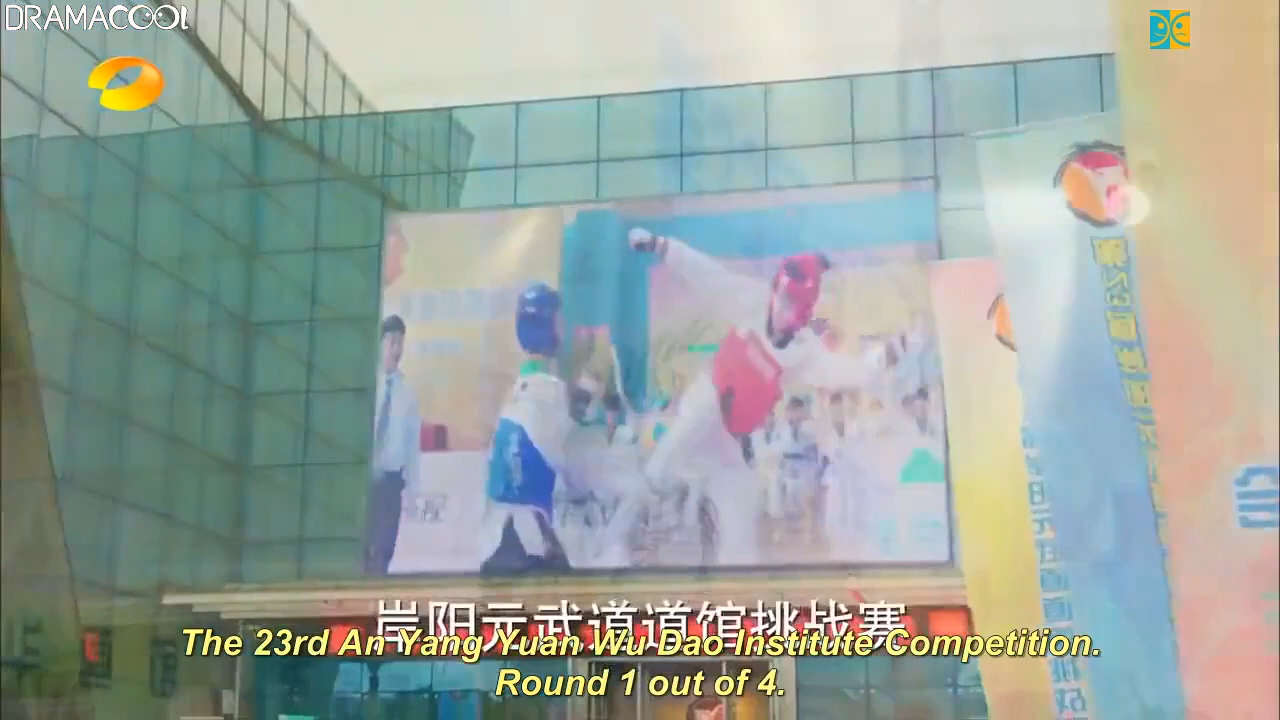 DRAMACOOL
岸阳元武道道馆挑战赛
The 23rd An Yang Yuan Wu Dao Institute Competition.
Round 1 out of 4.